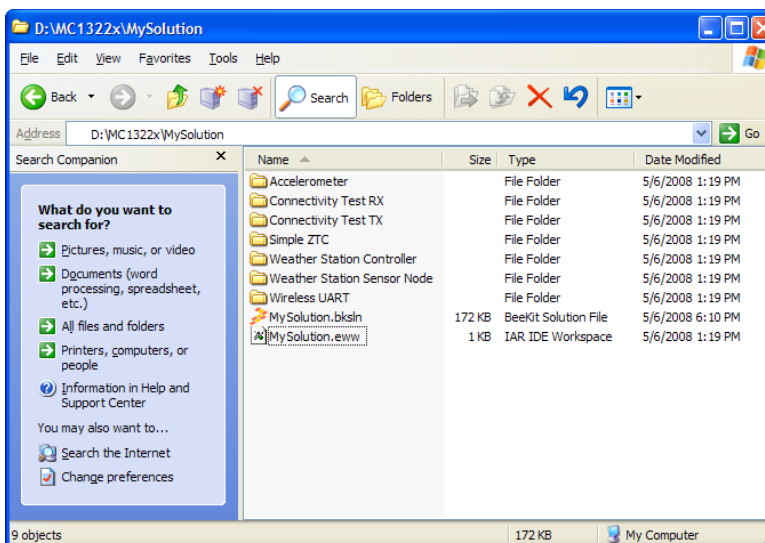 D:\MC1322x\MySolution
File Edit View Favorites Tools Help
Back Search Folders
Address D:\MC1322x\MySolution Go
Search Companion x Name Size Type Date Modified
What do you want to
search for?
Pictures, music, or video
Documents (word
processing, spreadsheet,
etc.)
All files and folders
Printers, computers, or
people
Information in Help and
Support Center
You may also want to...
Search the Internet
Change preferences
Accelerometer File Folder 5/6/2008 1:19 PM
Connectivity Test RX File Folder 5/6/2008 1:19 PM
Connectivity Test TX File Folder 5/6/2008 1:19 PM
Simple ZTC File Folder 5/6/2008 1:19 PM
Weather Station Controller File Folder 5/6/2008 1:19 PM
Weather Station Sensor Node File Folder 5/6/2008 1:19 PM
Wireless UART File Folder 5/6/2008 1:19 PM
MySolution.bksln 172 KB BeeKit Solution File 5/6/2008 6:10 PM
MySolution.eww 1 KB IAR IDE Workspace 5/6/2008 1:19 PM
9 objects 172 KB My Computer